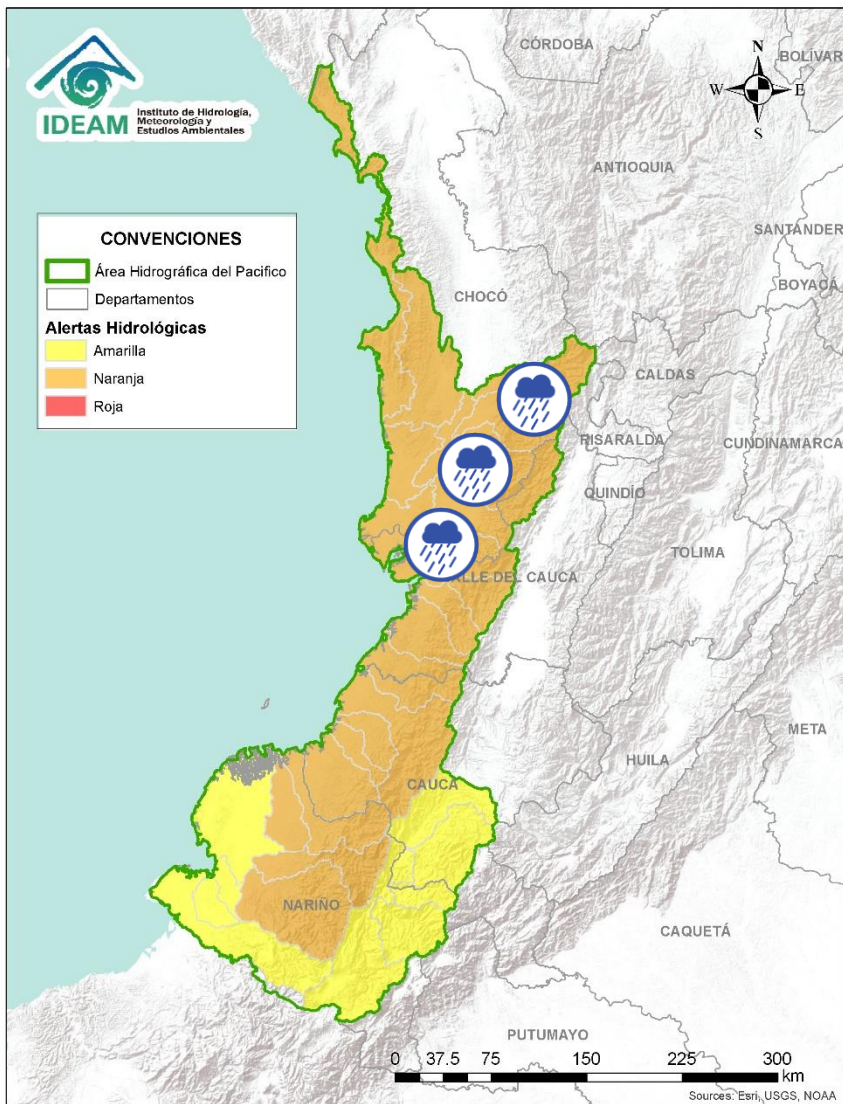 IDEAM
Instituto de Hidrología,
Meteorología y
Estudios Ambientales
N
W
E
S
CÓRDOBA
BOLÍVAR
ANTIOQUIA
SANTANDER
BOYACÁ
CONVENCIONES
Área Hidrográfica del Pacifico
Departamentos
Alertas Hidrológicas
Amarilla
Naranja
Roja
CHOCÓ
CALDAS
RISARALDA
CUNDINAMARCA
QUINDÍO
TOLIMA
ALLE DEL CAUCA
META
HUILA
CAUCA
NARIÑO
CAQUETÁ
PUTUMAYO
0 37.5 75 150 225 300
km
Sources: Esri, USGS, NOAA